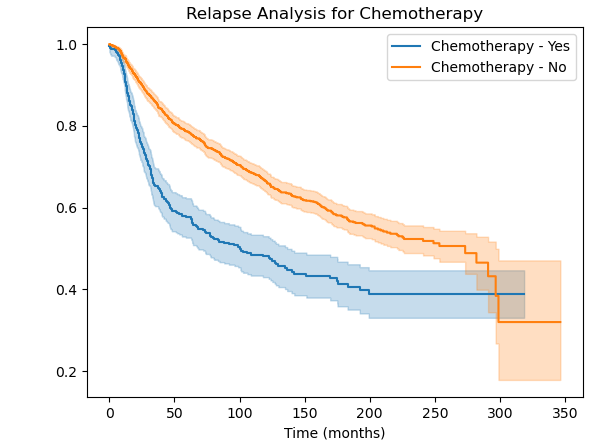 Relapse Analysis for Chemotherapy
Chemotherapy - Yes
Chemotherapy - No
1.0
0.8
0.6
0.4
0.2
0 50 100 150 200 250 300 350
Time (months)